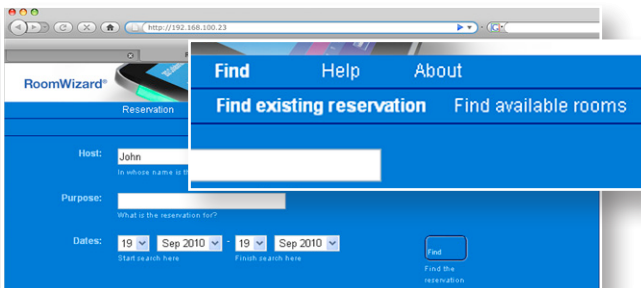 http://192.168.100.23
RoomWizard®
Reservation
Find Help About
Find existing reservation Find available rooms
Host:
John
In whose name is th
Purpose:
What is the reservation for?
Dates:
19 Sep 2010 - 19 Sep 2010
Start search here Finish search here
Find
Find the
reservation